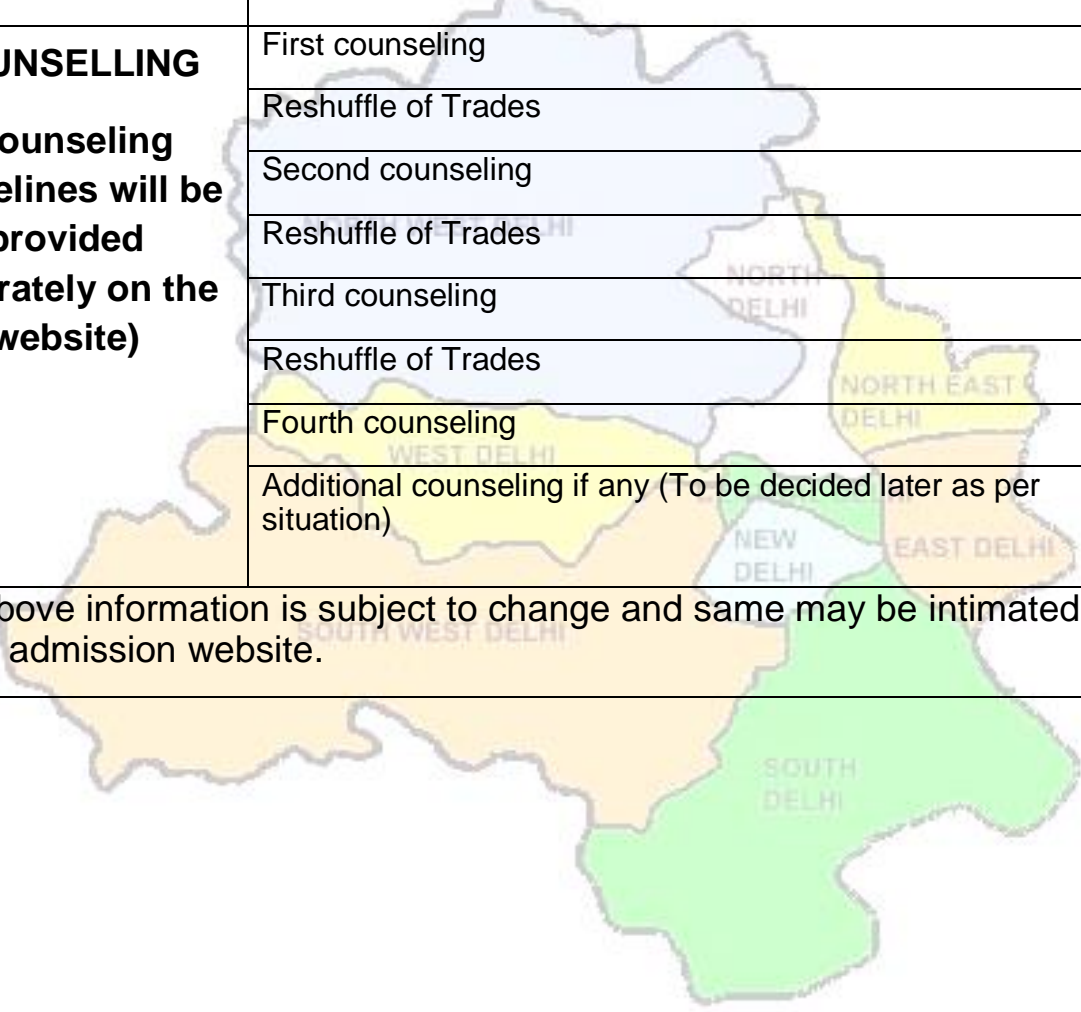 UNSELLING
ounseling
elines will be
provided
rately on the
website)
First counseling
Reshuffle of Trades
Second counseling
Reshuffle of Trades
Third counseling
Reshuffle of Trades
Fourth counseling
Additional counseling if any (To be decided later as per
situation)
bove information is subject to change and same may be intimated
admission website.
NORTH WEST DELHI
NORTH
DELHI
NORTH EAST
DELHI
WEST DELHI
NEW
DELHI
EAST DELHI
SOUTH WEST DELHI
SOUTH
DELHI